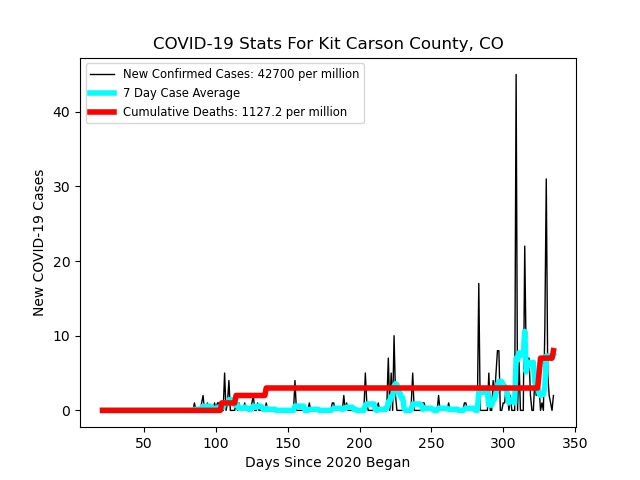 COVID-19 Stats For Kit Carson County, CO
New Confirmed Cases: 42700 per million
7 Day Case Average
Cumulative Deaths: 1127.2 per million
New COVID-19 Cases
40
30
20
10
0
50 100 150 200 250 300 350
Days Since 2020 Began